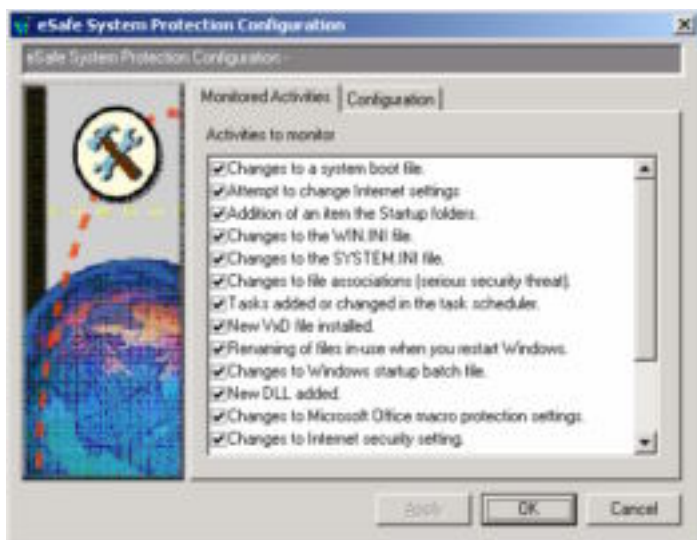 eSafe System Protection Configuration
eSafe System Protection Configuration -
Monitored Activities
Configuration
Activities to monitor
Changes to a system boot file.
Attempt to change Internet settings
Addition of an item the Startup folders.
Changes to the WIN.INI file.
Changes to the SYSTEM.INI file.
Changes to file associations (serious security threat).
Tasks added or changed in the task scheduler.
New VxD file installed.
Renaming of files in-use when you restart Windows.
Changes to Windows startup batch file.
New DLL added.
Changes to Microsoft Office macro protection settings.
Changes to Internet security setting.
Apply
OK
Cancel